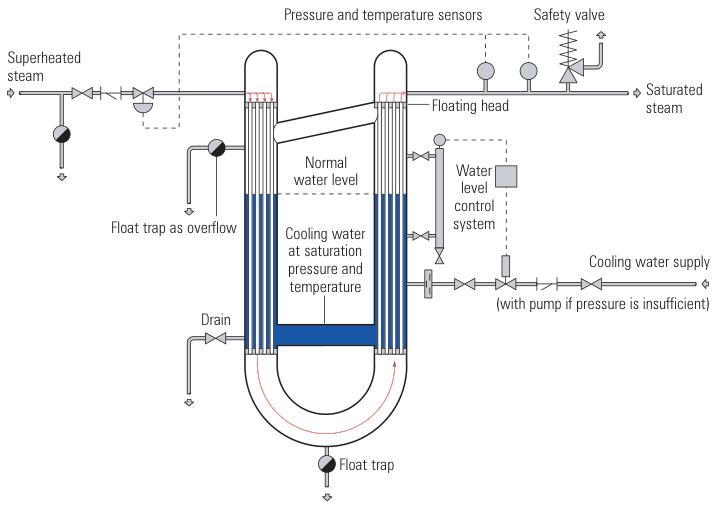 Pressure and temperature sensors
Safety valve
Superheated
steam
Saturated
steam
Floating head
Normal
water level
Water
level
control
system
Float trap as overflow
Cooling water
at saturation
pressure and
temperature
Cooling water supply
(with pump if pressure is insufficient)
Drain
Float trap